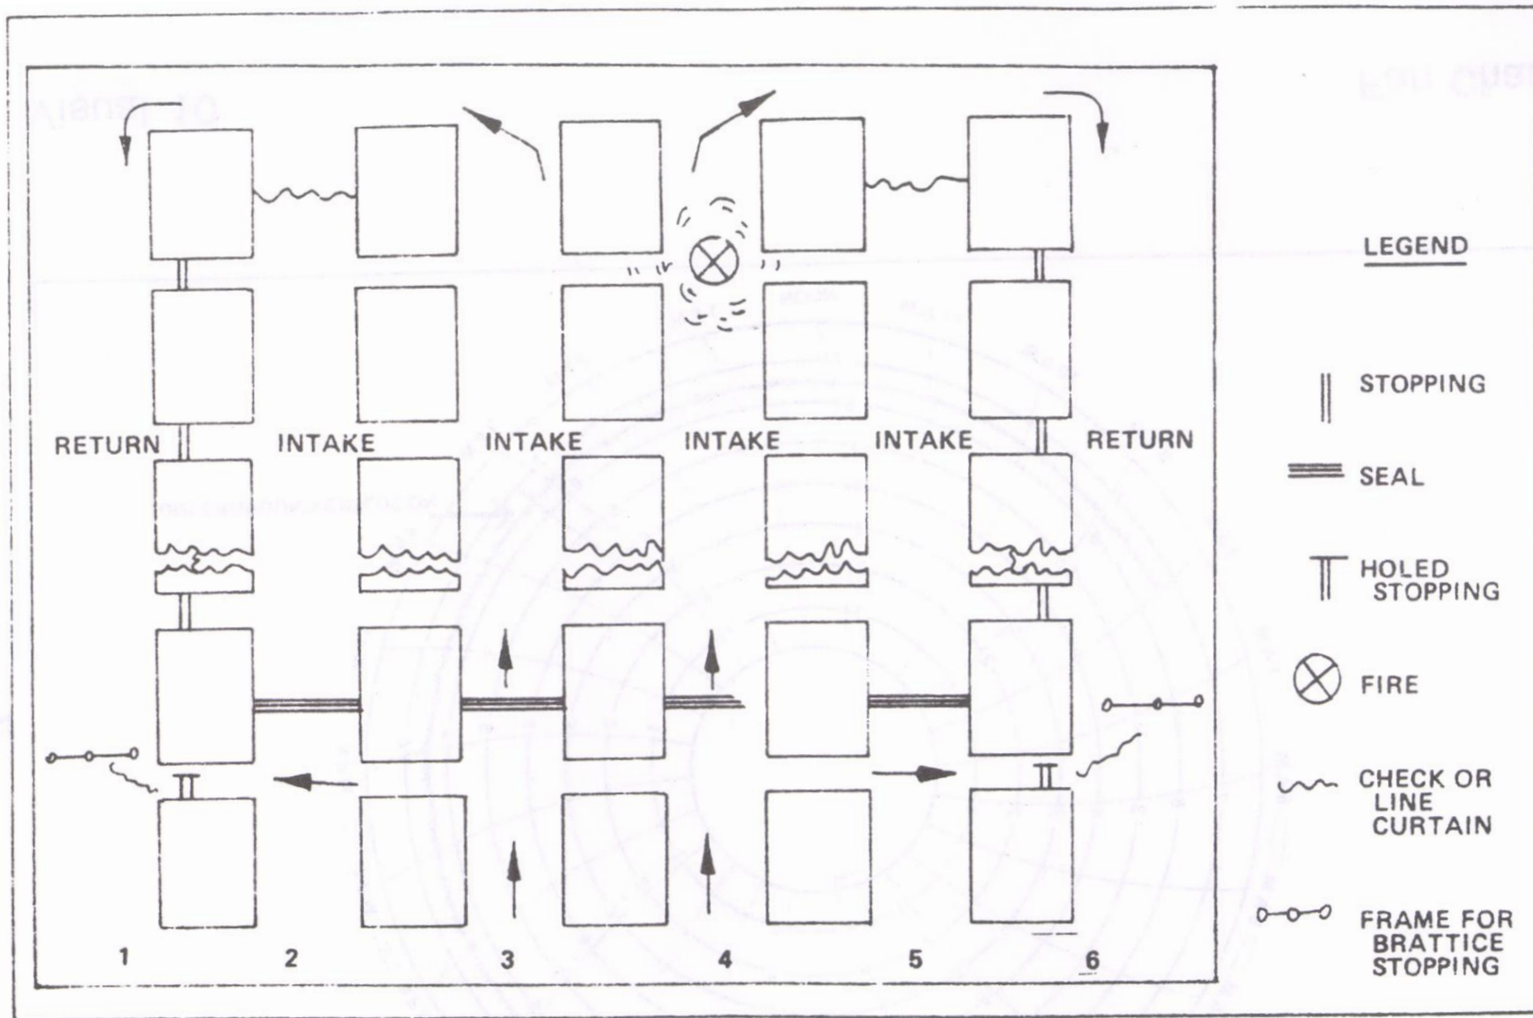 RETURN INTAKE INTAKE INTAKE INTAKE RETURN
1 2 3 4 5 6
LEGEND
STOPPING
SEAL
HOLED
STOPPING
FIRE
CHECK OR
LINE
CURTAIN
FRAME FOR
BRATTICE
STOPPING